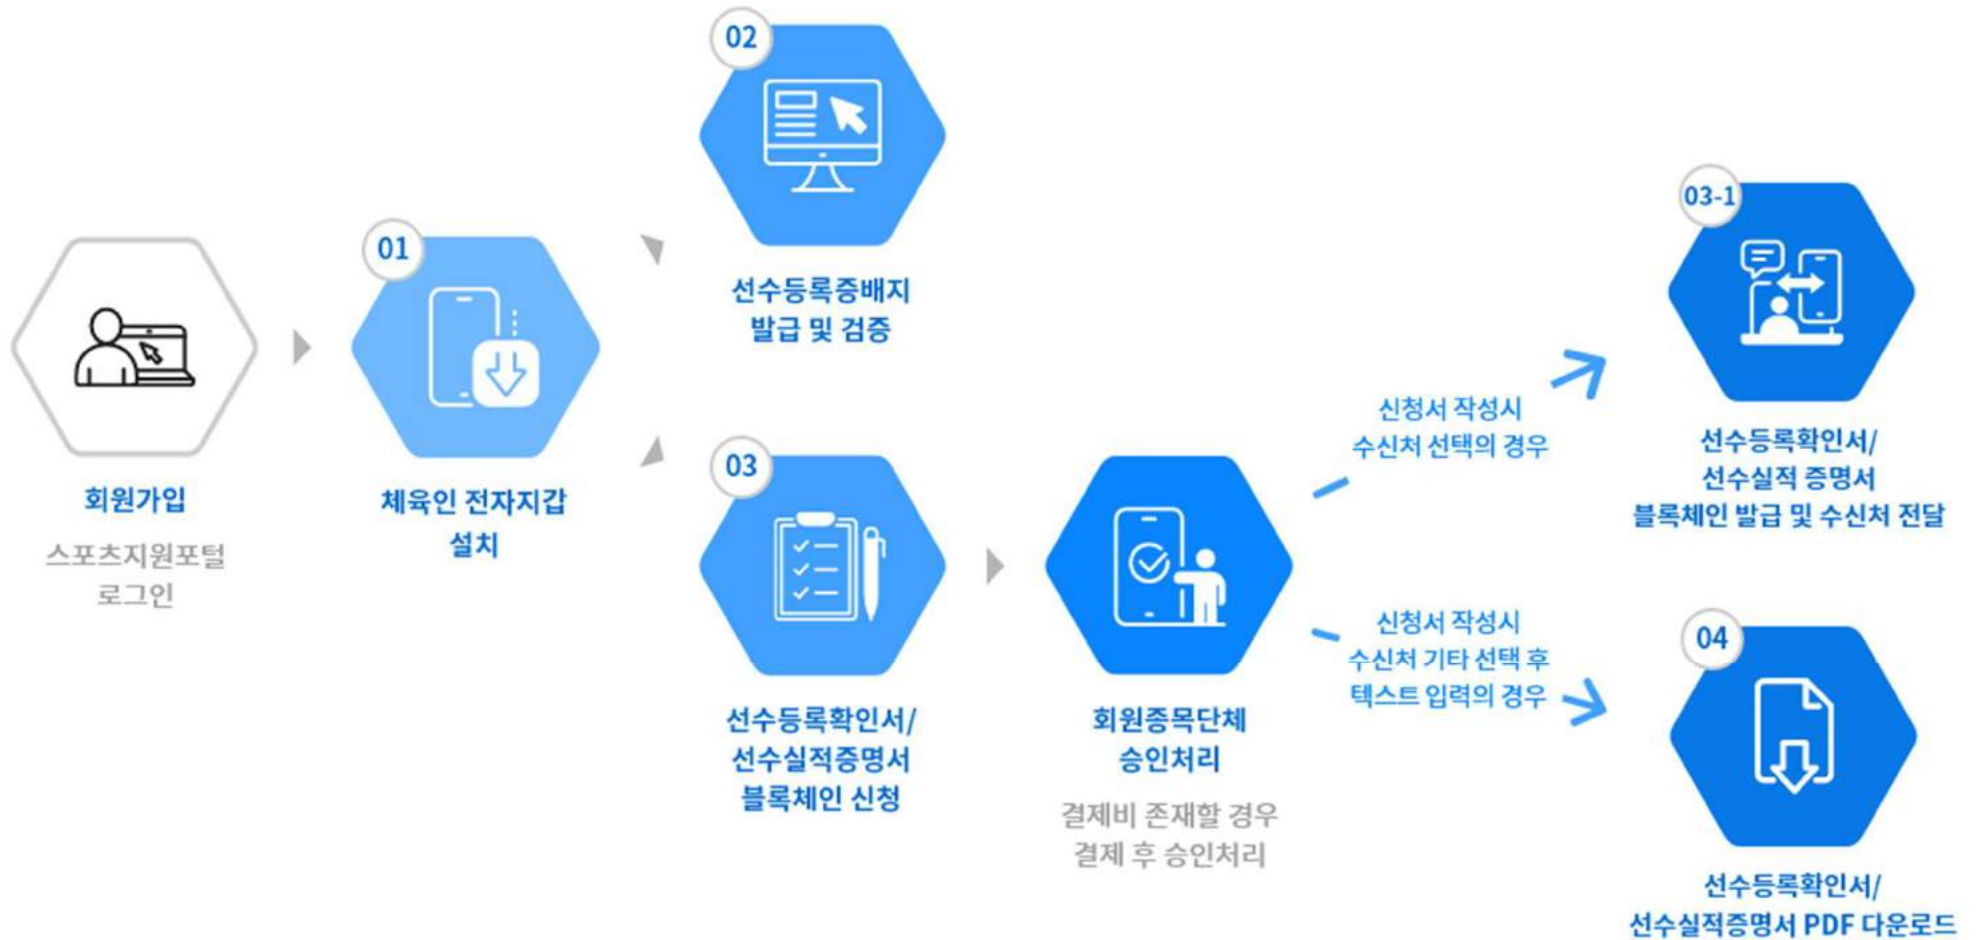 회원가입
스포츠지원포털
로그인
01
체육인 전자지갑
설치
02
선수등록증배지
발급 및 검증
03
선수등록확인서/
선수실적증명서
블록체인 신청
회원종목단체
승인처리
결제비 존재할 경우
결제 후 승인처리
신청서 작성시
수신처 선택의 경우
03-1
선수등록확인서/
선수실적 증명서
블록체인 발급 및 수신처 전달
신청서 작성시
수신처 기타 선택 후
텍스트 입력의 경우
04
선수등록확인서/
선수실적증명서 PDF 다운로드